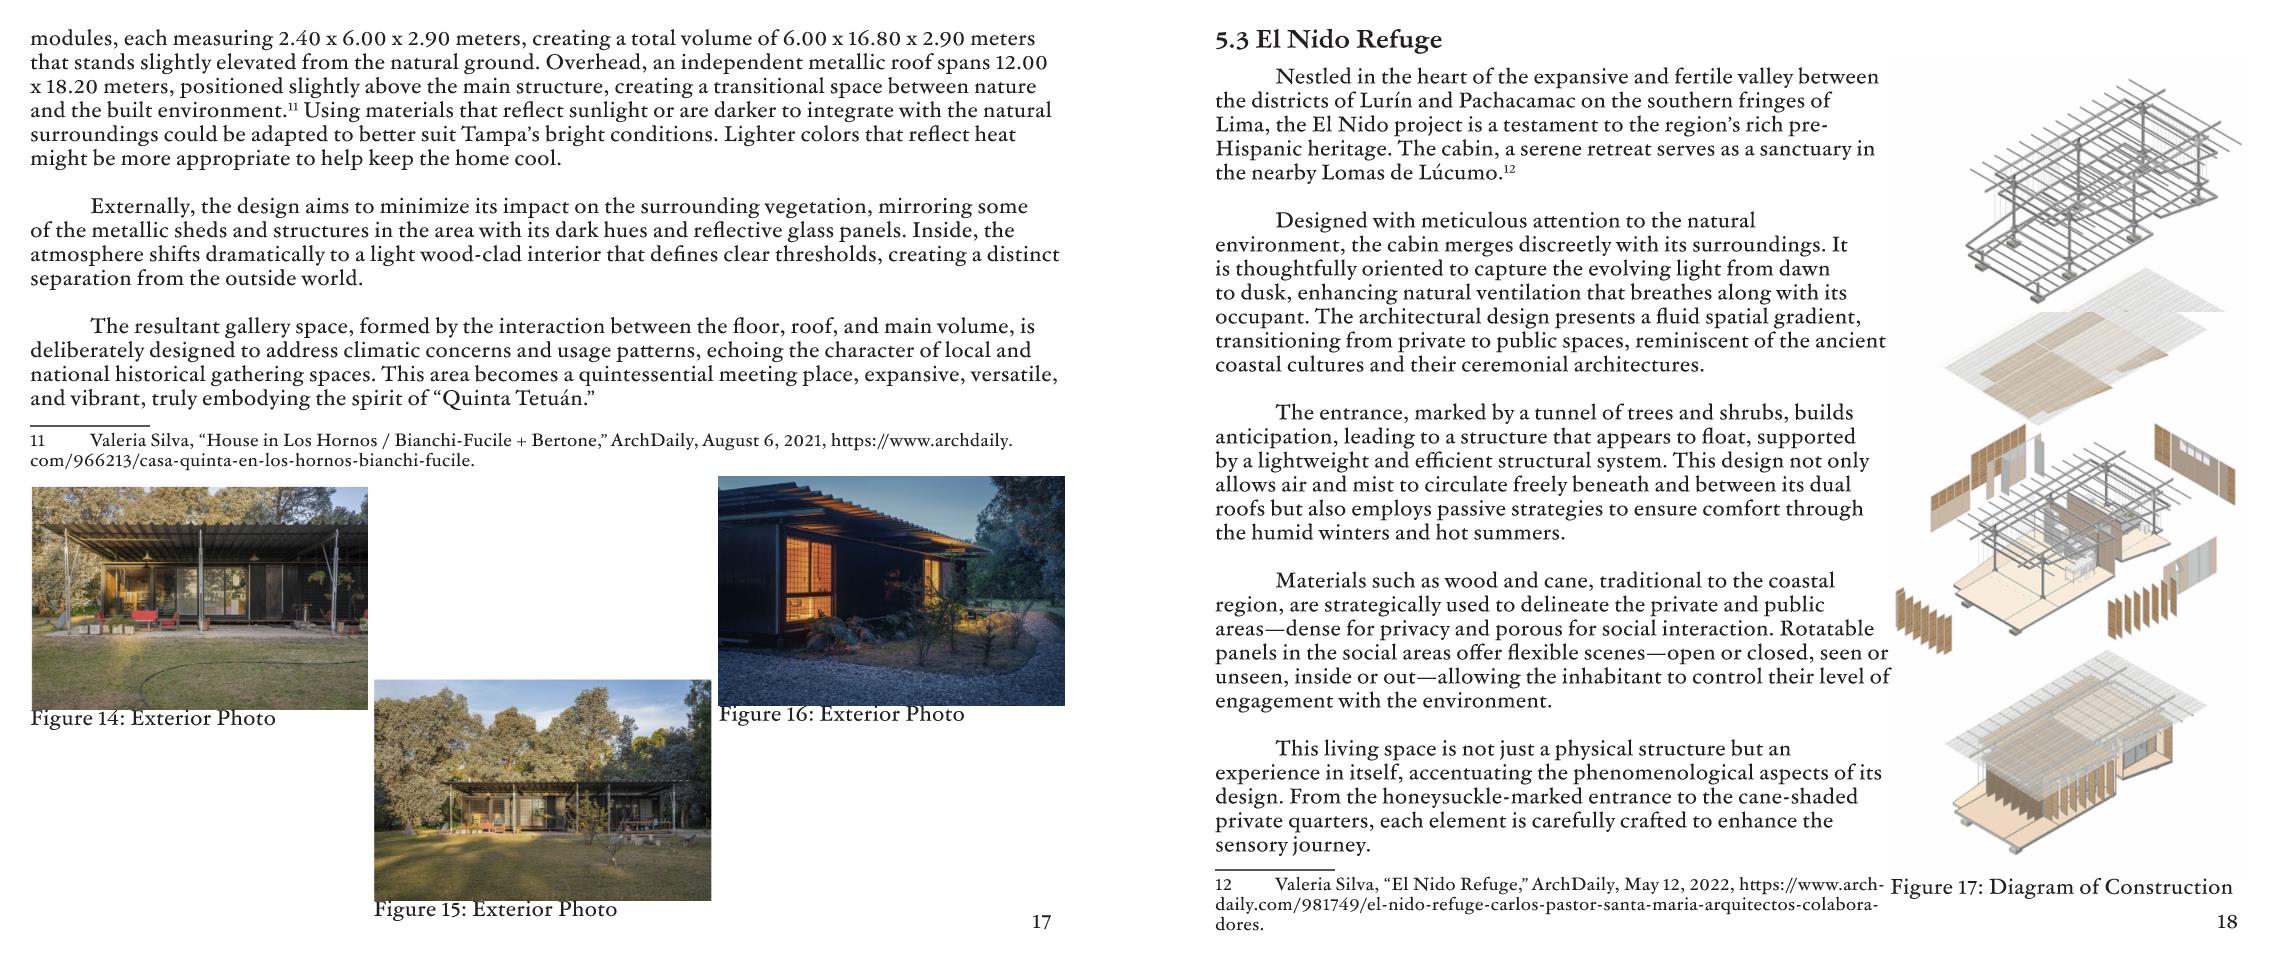 modules, each measuring 2.40 x 6.00 x 2.90 meters, creating a total volume of 6.00 x 16.80 x 2.90 meters
that stands slightly elevated from the natural ground. Overhead, an independent metallic roof spans 12.00
x 18.20 meters, positioned slightly above the main structure, creating a transitional space between nature
and the built environment.¹¹ Using materials that reflect sunlight or are darker to integrate with the natural
surroundings could be adapted to better suit Tampa’s bright conditions. Lighter colors that reflect heat
might be more appropriate to help keep the home cool.
Externally, the design aims to minimize its impact on the surrounding vegetation, mirroring some
of the metallic sheds and structures in the area with its dark hues and reflective glass panels. Inside, the
atmosphere shifts dramatically to a light wood-clad interior that defines clear thresholds, creating a distinct
separation from the outside world.
The resultant gallery space, formed by the interaction between the floor, roof, and main volume, is
deliberately designed to address climatic concerns and usage patterns, echoing the character of local and
national historical gathering spaces. This area becomes a quintessential meeting place, expansive, versatile,
and vibrant, truly embodying the spirit of “Quinta Tetuán.”
11 Valeria Silva, “House in Los Hornos / Bianchi-Fucile + Bertone,” ArchDaily, August 6, 2021, https://www.archdaily.
com/966213/casa-quinta-en-los-hornos-bianchi-fucile.
Figure 14: Exterior Photo
Figure 15: Exterior Photo
Figure 16: Exterior Photo
17
5.3 El Nido Refuge
Nestled in the heart of the expansive and fertile valley between
the districts of Lurín and Pachacamac on the southern fringes of
Lima, the El Nido project is a testament to the region’s rich pre-
Hispanic heritage. The cabin, a serene retreat serves as a sanctuary in
the nearby Lomas de Lúcumo.¹²
Designed with meticulous attention to the natural
environment, the cabin merges discreetly with its surroundings. It
is thoughtfully oriented to capture the evolving light from dawn
to dusk, enhancing natural ventilation that breathes along with its
occupant. The architectural design presents a fluid spatial gradient,
transitioning from private to public spaces, reminiscent of the ancient
coastal cultures and their ceremonial architectures.
The entrance, marked by a tunnel of trees and shrubs, builds
anticipation, leading to a structure that appears to float, supported
by a lightweight and efficient structural system. This design not only
allows air and mist to circulate freely beneath and between its dual
roofs but also employs passive strategies to ensure comfort through
the humid winters and hot summers.
Materials such as wood and cane, traditional to the coastal
region, are strategically used to delineate the private and public
areas—dense for privacy and porous for social interaction. Rotatable
panels in the social areas offer flexible scenes—open or closed, seen or
unseen, inside or out—allowing the inhabitant to control their level of
engagement with the environment.
This living space is not just a physical structure but an
experience in itself, accentuating the phenomenological aspects of its
design. From the honeysuckle-marked entrance to the cane-shaded
private quarters, each element is carefully crafted to enhance the
sensory journey.
12 Valeria Silva, “El Nido Refuge,” ArchDaily, May 12, 2022, https://www.arch-
daily.com/981749/el-nido-refuge-carlos-pastor-santa-maria-arquitectos-colabora-
dores.
Figure 17: Diagram of Construction
18